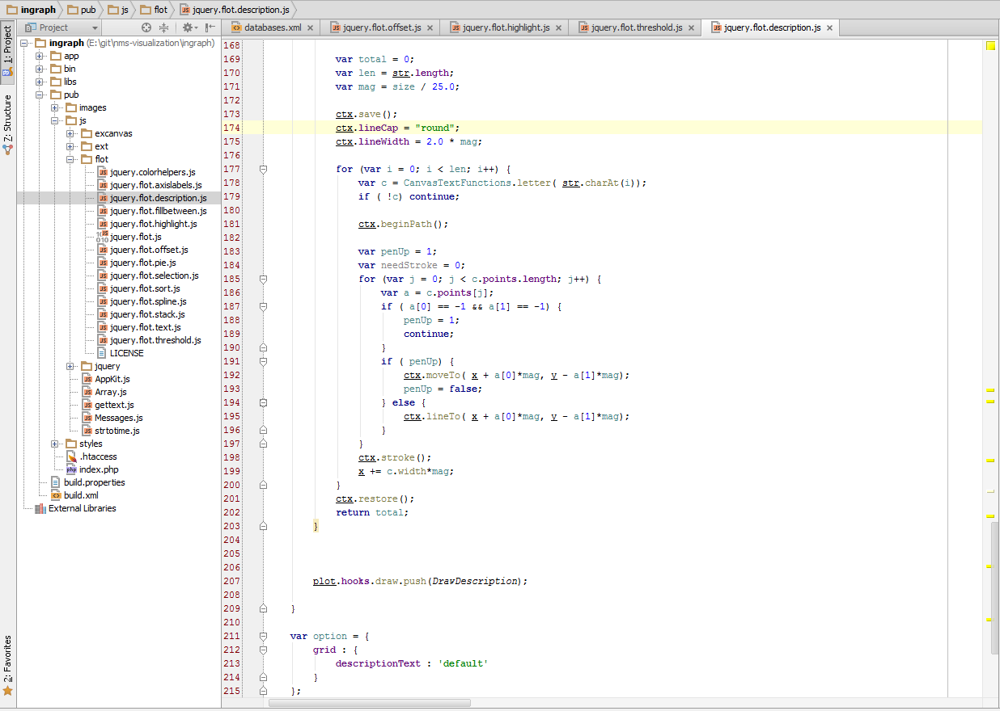 ingraph pub js flot jquery.flot.description.js
Project
databases.xml jquery.flot.offset.js jquery.flot.highlight.js jquery.flot.threshold.js jquery.flot.description.js
1: Project
7: Structure
2: Favorites
ingraph (E:\git\nms-visualization\ingraph)
app
bin
libs
pub
images
js
excanvas
ext
flot
jquery.colorhelpers.js
jquery.flot.axislabels.js
jquery.flot.description.js
jquery.flot.fillbetween.js
jquery.flot.highlight.js
jquery.flot.js
jquery.flot.offset.js
jquery.flot.pie.js
jquery.flot.selection.js
jquery.flot.sort.js
jquery.flot.spline.js
jquery.flot.stack.js
jquery.flot.text.js
jquery.flot.threshold.js
LICENSE
jquery
AppKit.js
Array.js
gettext.js
Messages.js
strtotime.js
styles
.htaccess
index.php
build.properties
build.xml
External Libraries
168
169 var total = 0;
170 var len = str.length;
171 var mag = size / 25.0;
172
173 ctx.save();
174 ctx.lineCap = "round";
175 ctx.lineWidth = 2.0 * mag;
176
177 for (var i = 0; i < len; i++) {
178 var c = CanvasTextFunctions.letter( str.charAt(i));
179 if ( !c) continue;
180
181 ctx.beginPath();
182
183 var penUp = 1;
184 var needStroke = 0;
185 for (var j = 0; j < c.points.length; j++) {
186 var a = c.points[j];
187 if ( a[0] == -1 && a[1] == -1) {
188 penUp = 1;
189 continue;
190 }
191 if ( penUp) {
192 ctx.moveTo( x + a[0]*mag, y - a[1]*mag);
193 penUp = false;
194 } else {
195 ctx.lineTo( x + a[0]*mag, y - a[1]*mag);
196 }
197 }
198 ctx.stroke();
199 x += c.width*mag;
200 }
201 ctx.restore();
202 return total;
203 }
204
205
206
207 plot.hooks.draw.push(DrawDescription);
208
209 }
210
211 var option = {
212 grid : {
213 descriptionText : 'default'
214 }
215 };